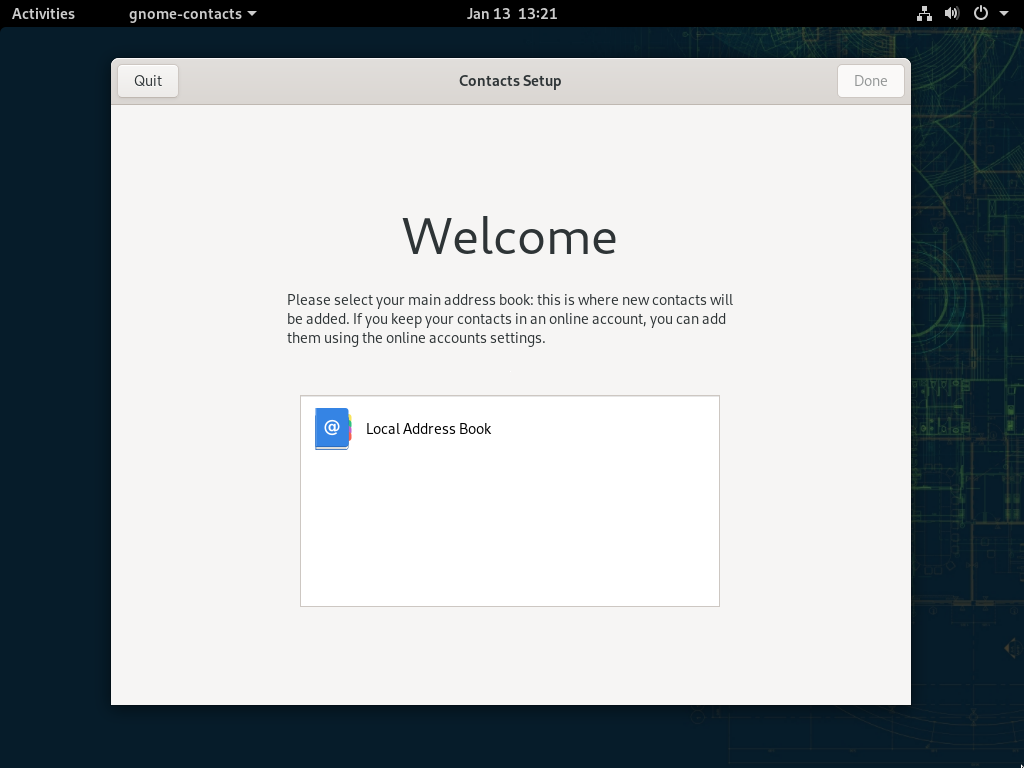 Activities
gnome-contacts
Jan 13 13:21
Quit
Contacts Setup
Done
Welcome
Please select your main address book: this is where new contacts will
be added. If you keep your contacts in an online account, you can add
them using the online accounts settings.
@
Local Address Book